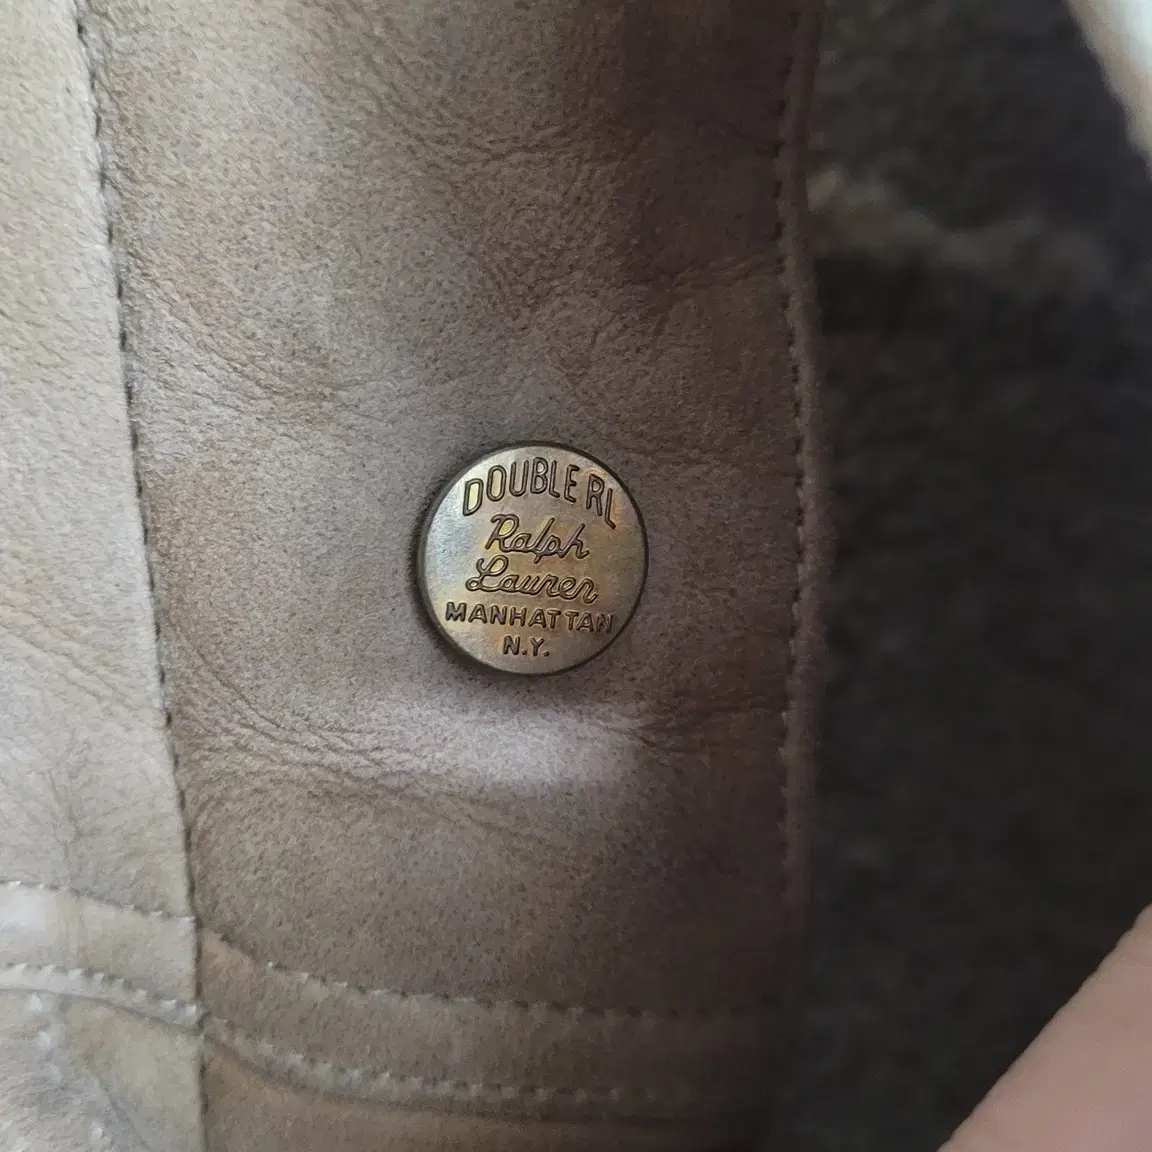 DOUBLE RL
Ralph
Lauren
MANHATTAN
N.Y.